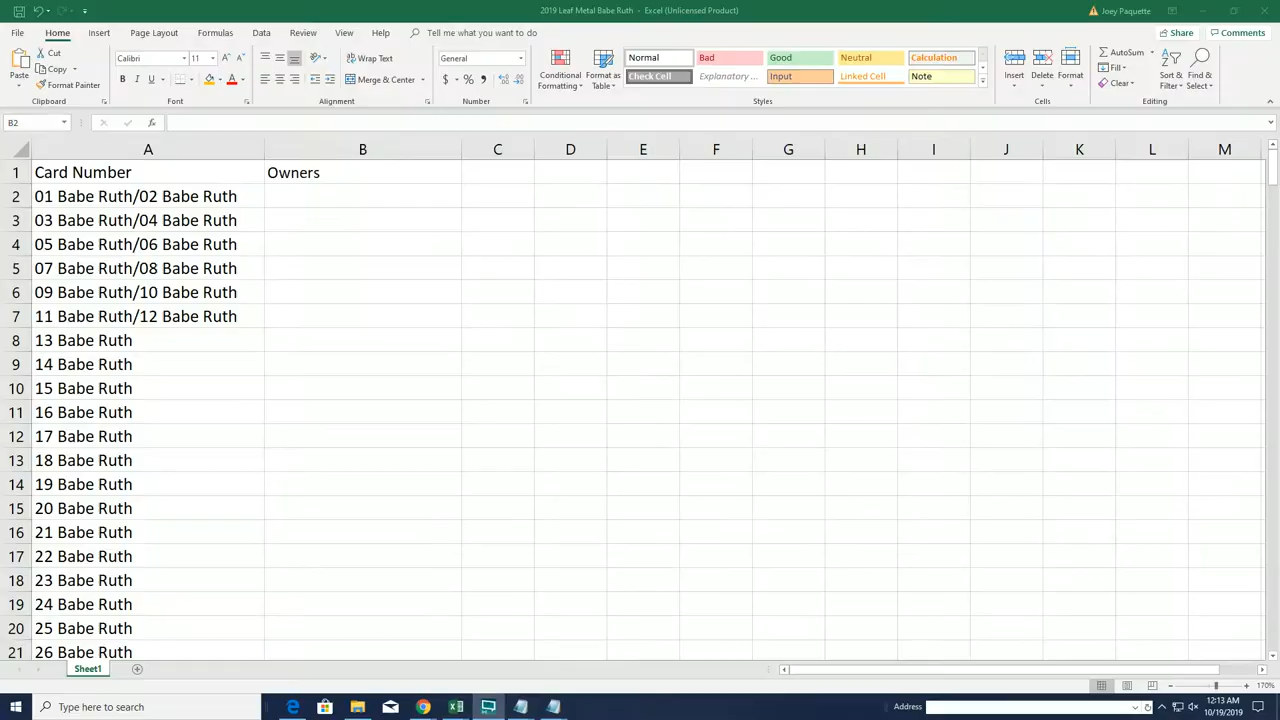 2019 Leaf Metal Babe Ruth - Excel (Unlicensed Product)
Joey Paquette
File Home Insert Page Layout Formulas Data Review View Help Tell me what you want to do
Share Comments
Paste
Cut
Copy
Format Painter
Calibri 11
B I U
A
Wrap Text
Merge & Center
General
$ % ,
Conditional Formatting
Format as Table
Normal Bad Good Neutral Calculation
Check Cell Explanatory ... Input Linked Cell Note
Insert Delete Format
AutoSum
Fill
Clear
Sort & Filter
Find & Select
Clipboard Font Alignment Number Styles Cells Editing
B2 fx
A B C D E F G H I J K L M
1 Card Number Owners
2 01 Babe Ruth/02 Babe Ruth
3 03 Babe Ruth/04 Babe Ruth
4 05 Babe Ruth/06 Babe Ruth
5 07 Babe Ruth/08 Babe Ruth
6 09 Babe Ruth/10 Babe Ruth
7 11 Babe Ruth/12 Babe Ruth
8 13 Babe Ruth
9 14 Babe Ruth
10 15 Babe Ruth
11 16 Babe Ruth
12 17 Babe Ruth
13 18 Babe Ruth
14 19 Babe Ruth
15 20 Babe Ruth
16 21 Babe Ruth
17 22 Babe Ruth
18 23 Babe Ruth
19 24 Babe Ruth
20 25 Babe Ruth
21 26 Babe Ruth
Sheet1
170%
Type here to search
Address
12:13 AM
10/19/2019